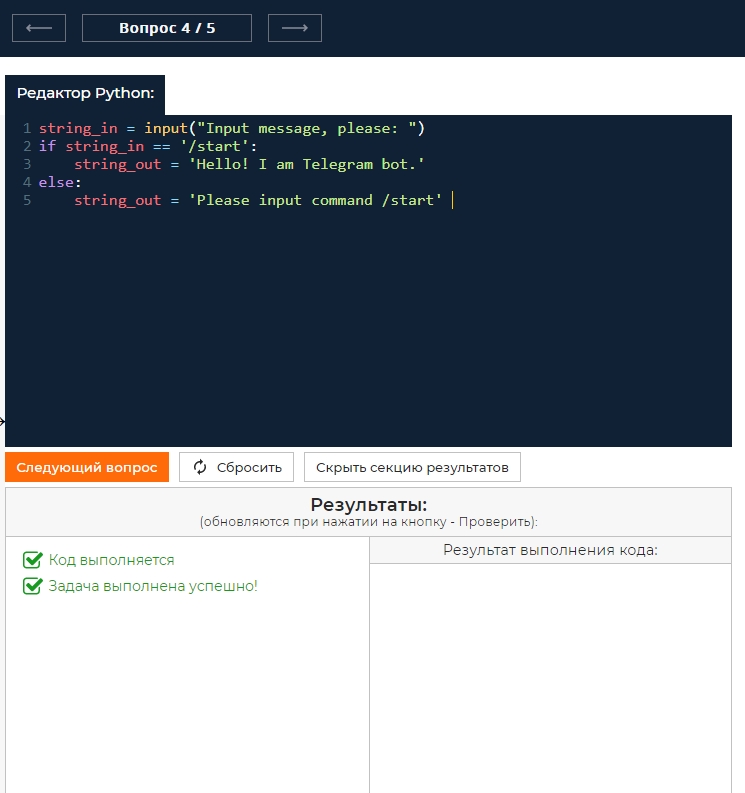 Вопрос 4 / 5
Редактор Python:
1 string_in = input("Input message, please: ")
2 if string_in == '/start':
3     string_out = 'Hello! I am Telegram bot.'
4 else:
5     string_out = 'Please input command /start'
Следующий вопрос
Сбросить
Скрыть секцию результатов
Результаты:
(обновляются при нажатии на кнопку - Проверить):
Код выполняется
Задача выполнена успешно!
Результат выполнения кода: